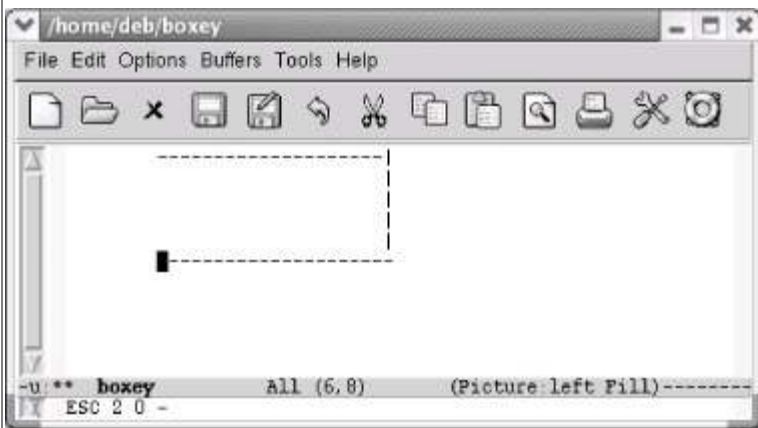 /home/deb/boxey
File Edit Options Buffers Tools Help
--------------------|
|
|
|
|
--------------------
-u:** boxey All (6,8) (Picture:left Fill)--------
ESC 2 0 -